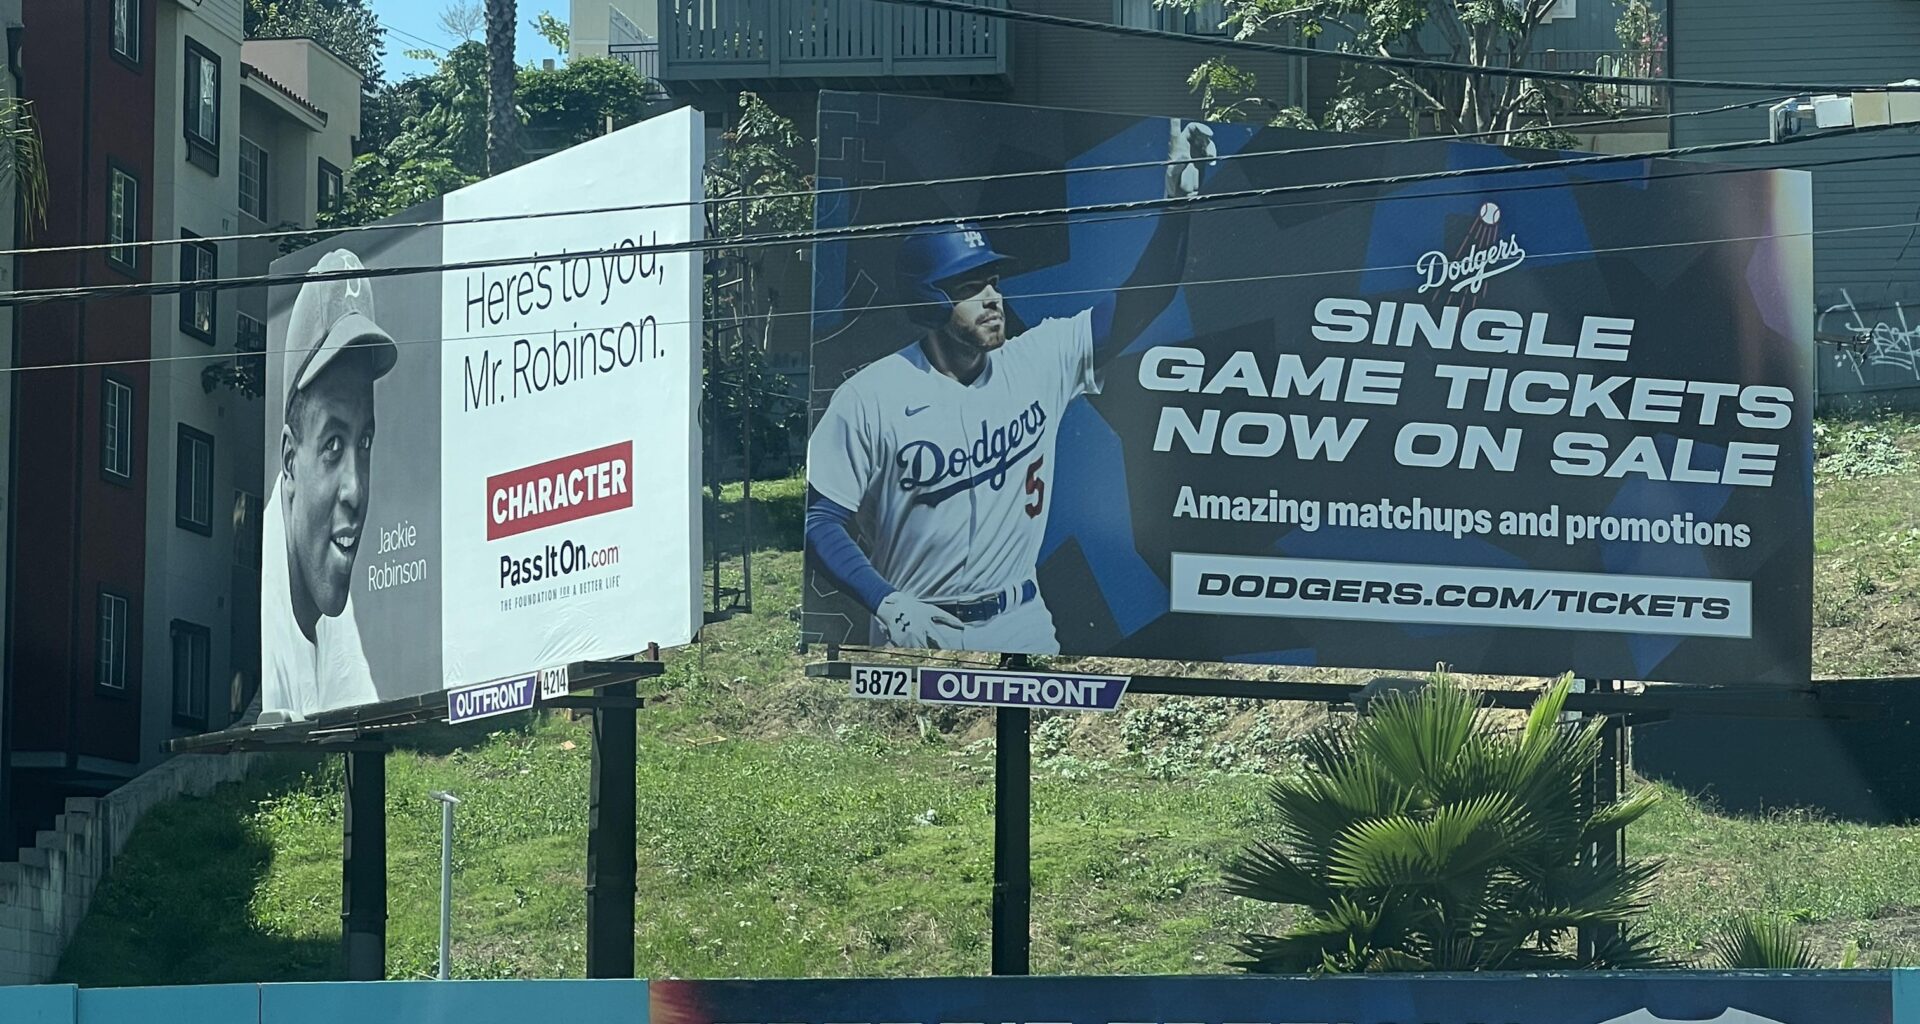 B
Here's to you,
Mr. Robinson.
Jackie
Robinson
CHARACTER
PassItOn.com
THE FOUNDATION FOR A BETTER LIFE
OUTFRONT
4214
LA
Dodgers
5
Dodgers
SINGLE
GAME TICKETS
NOW ON SALE
Amazing matchups and promotions
DODGERS.COM/TICKETS
5872
OUTFRONT